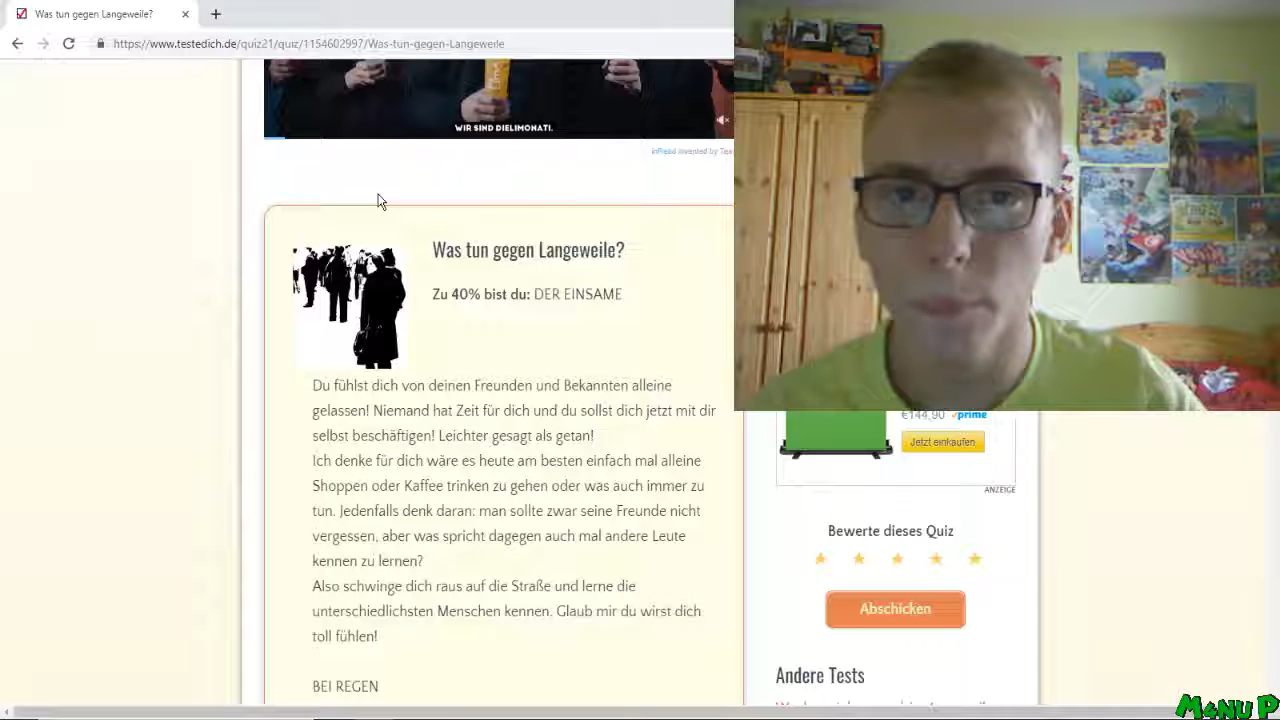 Was tun gegen Langeweile?
https://www.testedich.de/quiz21/quiz/1154602997/Was-tun-gegen-Langeweile
WIR SIND DIELIMONATI.
inRead invented by Tea
Was tun gegen Langeweile?
Zu 40% bist du: DER EINSAME
Du fühlst dich von deinen Freunden und Bekannten alleine
gelassen! Niemand hat Zeit für dich und du sollst dich jetzt mit dir
selbst beschäftigen! Leichter gesagt als getan!
Ich denke für dich wäre es heute am besten einfach mal alleine
Shoppen oder Kaffee trinken zu gehen oder was auch immer zu
tun. Jedenfalls denk daran: man sollte zwar seine Freunde nicht
vergessen, aber was spricht dagegen auch mal andere Leute
kennen zu lernen?
Also schwinge dich raus auf die Straße und lerne die
unterschiedlichsten Menschen kennen. Glaub mir du wirst dich
toll fühlen!
BEI REGEN
€144,90 prime
Jetzt einkaufen
ANZEIGE
Bewerte dieses Quiz
Abschicken
Andere Tests
M4NU P